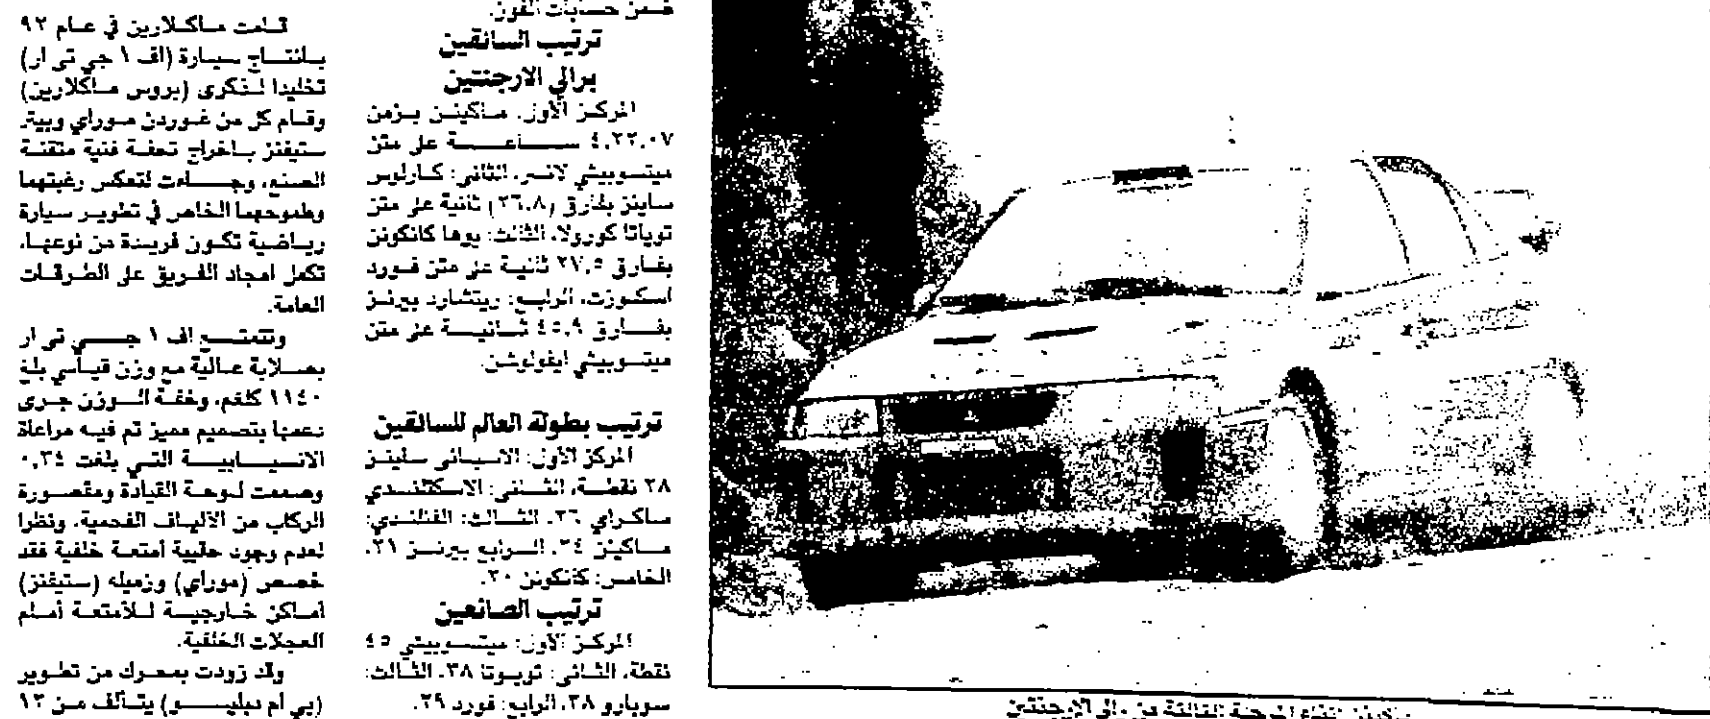 ضمن حسابات الفوز.
ترتيب السائقين
برالي الارجنتين
المركز الأول. ماكينن بزمن
٤,٢٢,٠٧ ساعة على متن
ميتسوبيشي لانسر، الثاني: كارلوس
ساينز بفارق (٢٦,٨) ثانية على متن
توياتا كورولا، الثالث: يوها كانكونن
بفارق ٢٧,٥ ثانية على متن فورد
اسكورت، الرابع: ريتشارد بيرنز
بفارق ٤٥,٩ ثانية على متن
ميتسوبيشي ايفولوشن.
ترتيب بطولة العالم للسائقين
المركز الأول: الاسباني ساينز
٢٨ نقطة، الثاني: الاسكتلندي
ماكراي ٢٦، الثالث: الفنلندي:
ماكينن ٢٤، الرابع بيرنز ٢١،
الخامس: كانكونن ٢٠.
ترتيب الصانعين
المركز الأول: ميتسوبيشي ٤٥
نقطة، الثاني: تويوتا ٣٨، الثالث:
سوبارو ٣٨، الرابع: فورد ٢٩.
قامت ماكلارين في عام ٩٢
بانتاج سيارة (اف ١ جي تي ار)
تخليدا لذكرى (بروس ماكلارين)
وقام كل من غوردن موراي وبيتر
ستيفنز باخراج تحفة فنية متقنة
الصنع، وجاءت لتعكس رغبتهما
وطموحهما الخاص في تطوير سيارة
رياضية تكون فريدة من نوعها،
تكمل امجاد الفريق على الطرقات
العامة.
وتتمتع اف ١ جي تي ار
بصلابة عالية مع وزن قياسي بلغ
١١٤٠ كلغم، وخفة الوزن جرى
دعمها بتصميم مميز تم فيه مراعاة
الانسيابية التي بلغت ٠,٣٤
وصممت لوحة القيادة ومقصورة
الركاب من الالياف الفحمية، ونظرا
لعدم وجود حقيبة أمتعة خلفية فقد
خصص (موراي) وزميله (ستيفنز)
أماكن خارجية للأمتعة أمام
العجلات الخلفية.
وقد زودت بمحرك من تطوير
(بي ام دبليو) يتألف من ١٢
الارجنتين